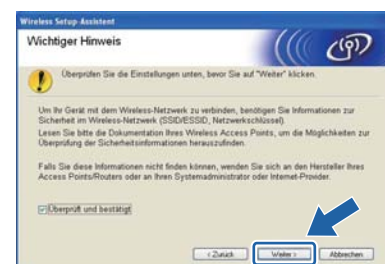 Wireless Setup-Assistent
Wichtiger Hinweis
Überprüfen Sie die Einstellungen unten, bevor Sie auf "Weiter" klicken.
Um Ihr Gerät mit dem Wireless-Netzwerk zu verbinden, benötigen Sie Informationen zur
Sicherheit im Wireless-Netzwerk (SSID/ESSID, Netzwerkschlüssel).
Lesen Sie bitte die Dokumentation Ihres Wireless Access Points, um die Möglichkeiten zur
Überprüfung der Sicherheitsinformationen herauszufinden.
Falls Sie diese Informationen nicht finden können, wenden Sie sich an den Hersteller Ihres
Access Points/Routers oder an Ihren Systemadministrator oder Internet-Provider.
Überprüft und bestätigt
< Zurück
Weiter >
Abbrechen